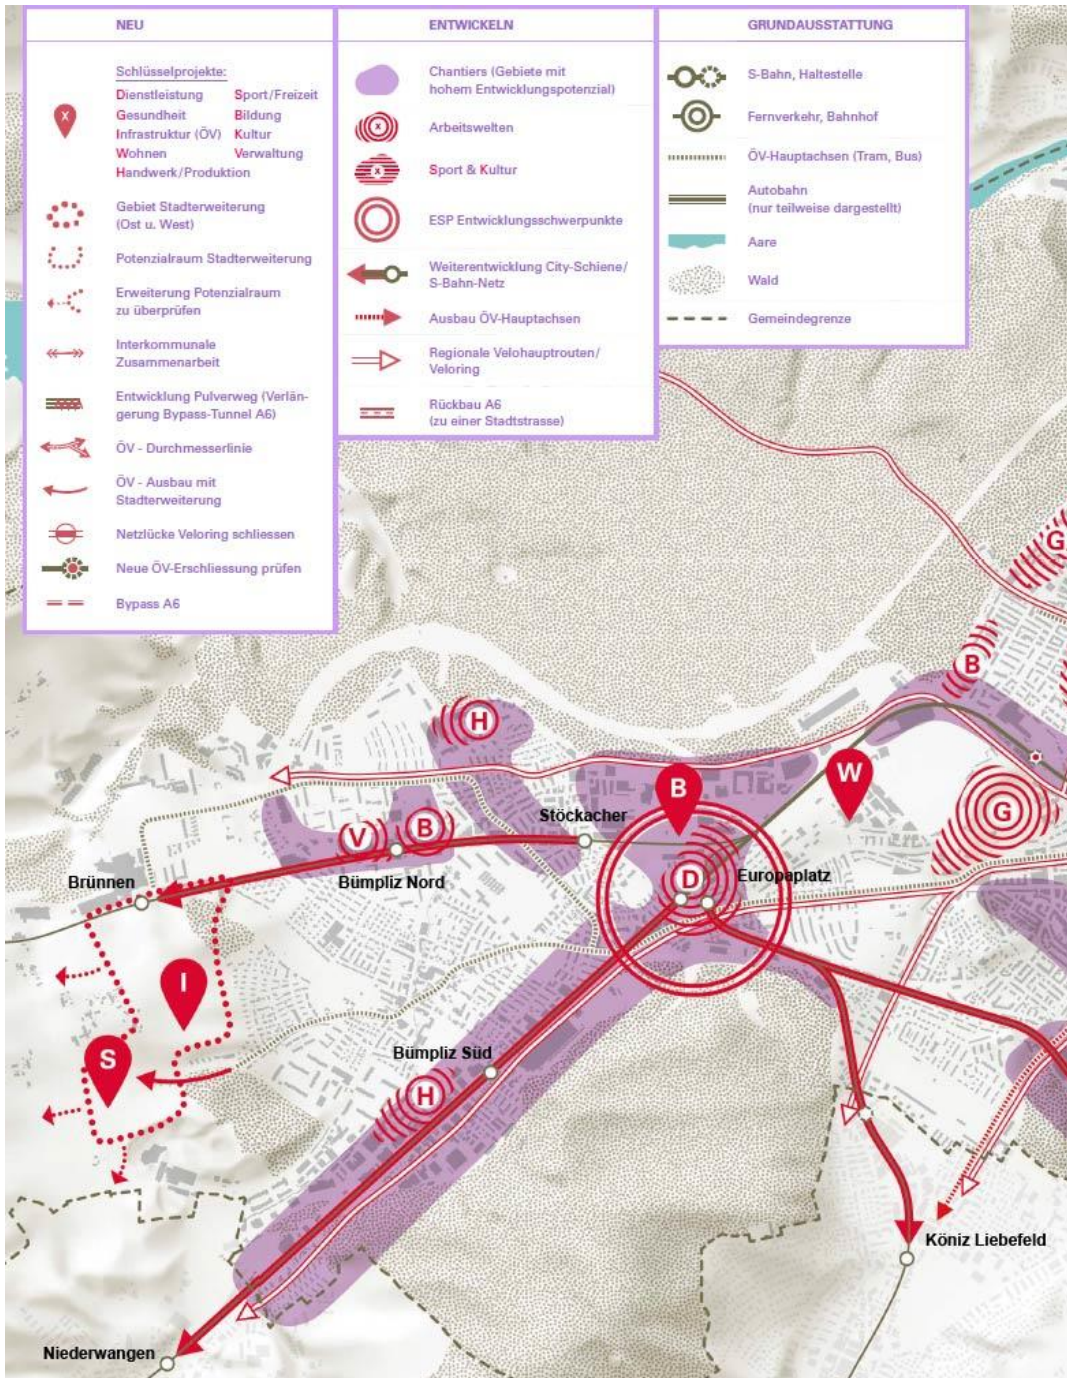 NEU
Schlüsselprojekte:
Dienstleistung Sport/Freizeit
Gesundheit Bildung
Infrastruktur (ÖV) Kultur
Wohnen Verwaltung
Handwerk/Produktion
X
Gebiet Stadterweiterung
(Ost u. West)
Potenzialraum Stadterweiterung
Erweiterung Potenzialraum
zu überprüfen
Interkommunale
Zusammenarbeit
Entwicklung Pulverweg (Verlän-
gerung Bypass-Tunnel A6)
ÖV - Durchmesserlinie
ÖV - Ausbau mit
Stadterweiterung
Netzlücke Veloring schliessen
Neue ÖV-Erschliessung prüfen
Bypass A6
ENTWICKELN
Chantiers (Gebiete mit
hohem Entwicklungspotenzial)
X
Arbeitswelten
X
Sport & Kultur
ESP Entwicklungsschwerpunkte
Weiterentwicklung City-Schiene/
S-Bahn-Netz
Ausbau ÖV-Hauptachsen
Regionale Velohauptrouten/
Veloring
Rückbau A6
(zu einer Stadtstrasse)
GRUNDAUSSTATTUNG
S-Bahn, Haltestelle
Fernverkehr, Bahnhof
ÖV-Hauptachsen (Tram, Bus)
Autobahn
(nur teilweise dargestellt)
Aare
Wald
Gemeindegrenze
G
B
H
W
B
G
Stöckacher
V
B
D
Europaplatz
Brünnen
Bümpliz Nord
I
S
Bümpliz Süd
H
Köniz Liebefeld
Niederwangen